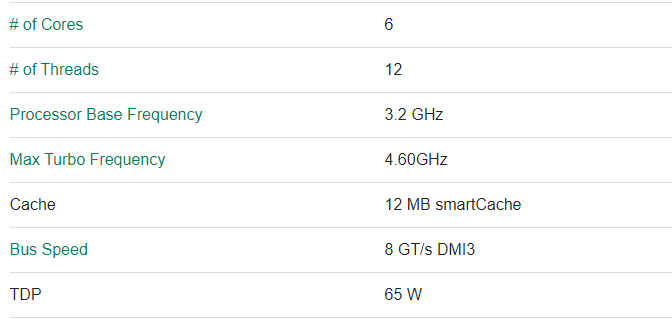 # of Cores 6
# of Threads 12
Processor Base Frequency 3.2 GHz
Max Turbo Frequency 4.60GHz
Cache 12 MB smartCache
Bus Speed 8 GT/s DMI3
TDP 65 W